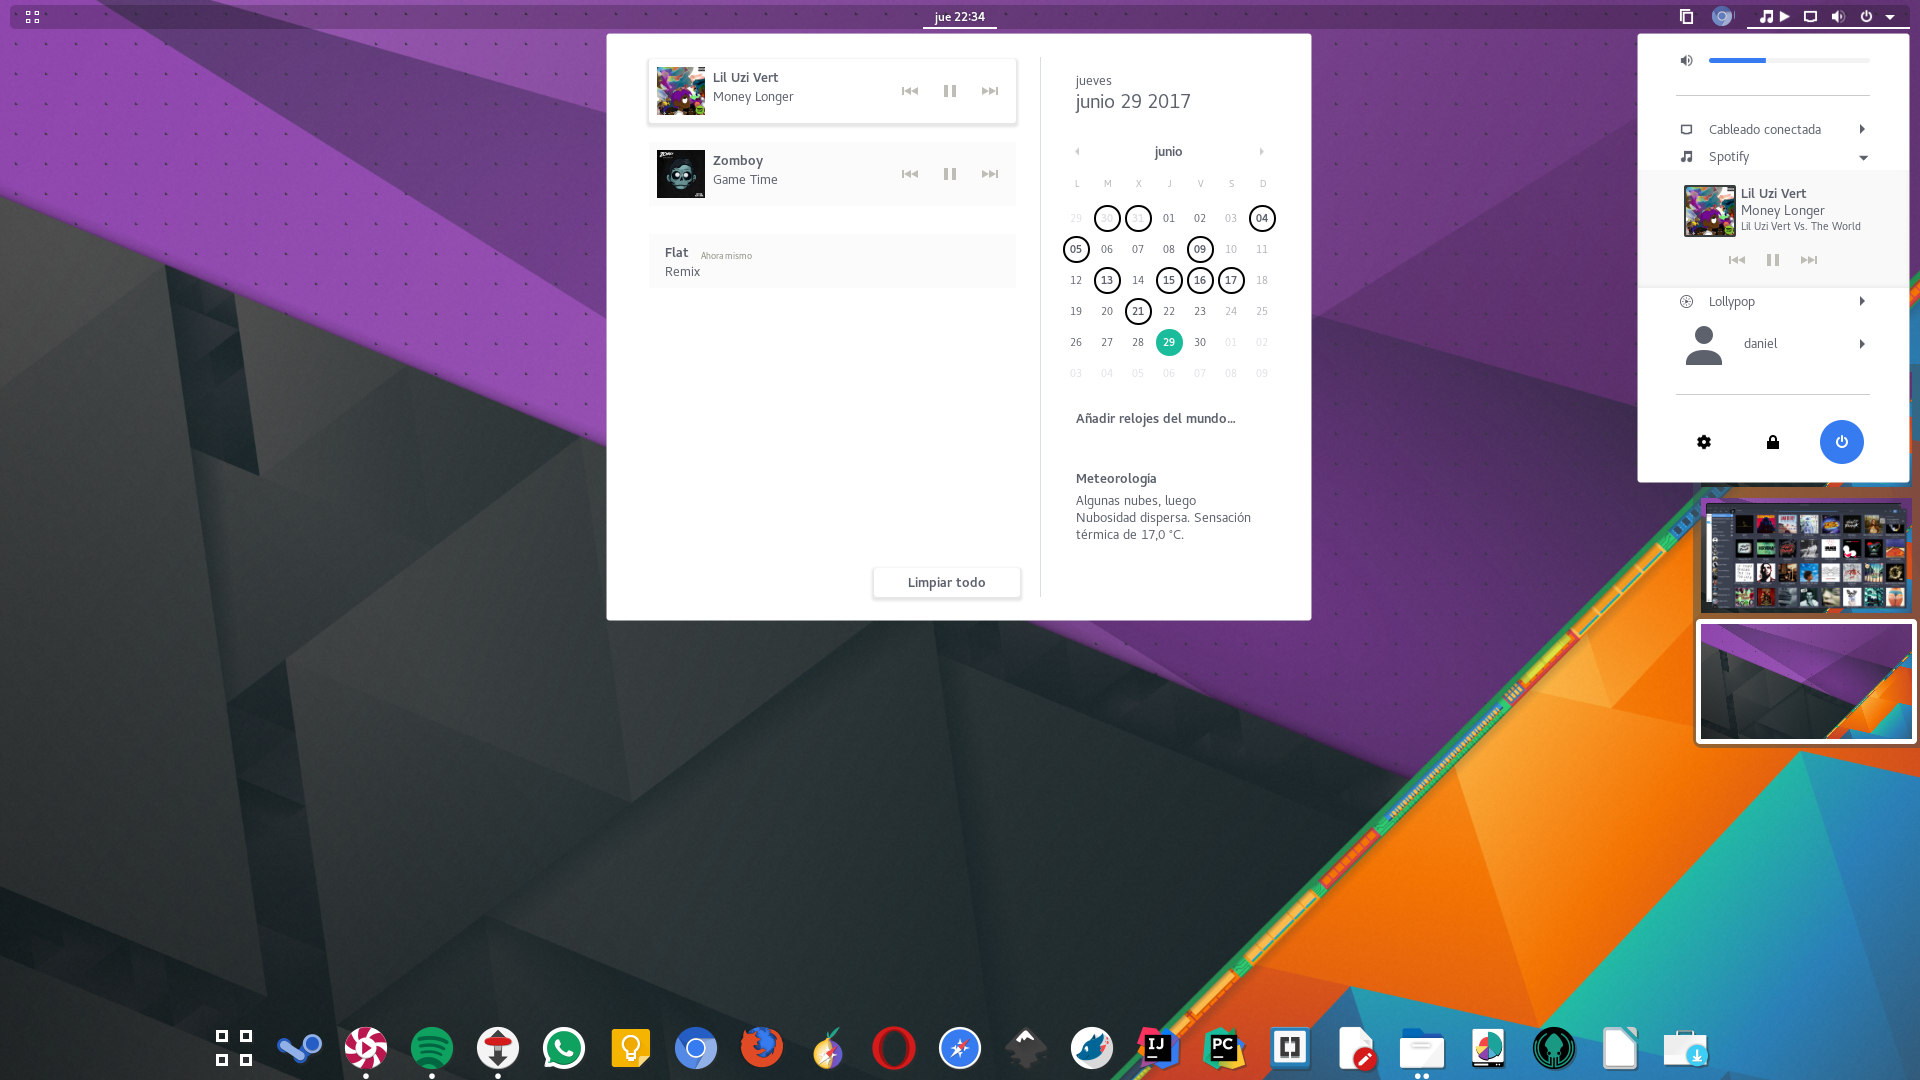 jue 22:34
Lil Uzi Vert
Money Longer
Zomboy
Game Time
Flat Ahora mismo
Remix
Limpiar todo
jueves
junio 29 2017
junio
L M X J V S D
29 30 31 01 02 03 04
05 06 07 08 09 10 11
12 13 14 15 16 17 18
19 20 21 22 23 24 25
26 27 28 29 30 01 02
03 04 05 06 07 08 09
Añadir relojes del mundo...
Meteorología
Algunas nubes, luego
Nubosidad dispersa. Sensación
térmica de 17,0 °C.
Cableado conectada
Spotify
Lil Uzi Vert
Money Longer
Lil Uzi Vert Vs. The World
Lollypop
daniel
IJ
PC